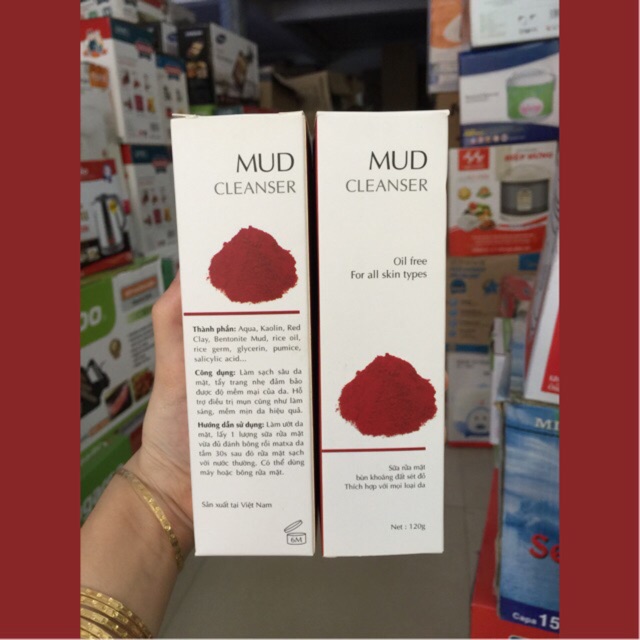 MUD
CLEANSER
Thành phần: Aqua, Kaolin, Red
Clay, Bentonite Mud, rice oil,
rice germ, glycerin, pumice,
salicylic acid...
Công dụng: Làm sạch sâu da
mặt, tẩy trang nhẹ đảm bảo
được độ mềm mại của da. Hỗ
trợ điều trị mụn cũng như làm
sáng, mềm mịn da hiệu quả.
Hướng dẫn sử dụng: Làm ướt da
mặt, lấy 1 lượng sữa rửa mặt
vừa đủ đánh bông rồi matxa da
tầm 30s sau đó rửa mặt sạch
với nước thường. Có thể dùng
máy hoặc bông rửa mặt.
Sản xuất tại Việt Nam
6M
MUD
CLEANSER
Oil free
For all skin types
Sữa rửa mặt
bùn khoáng đất sét đỏ
Thích hợp với mọi loại da
Net : 120g
Se
Capa 15